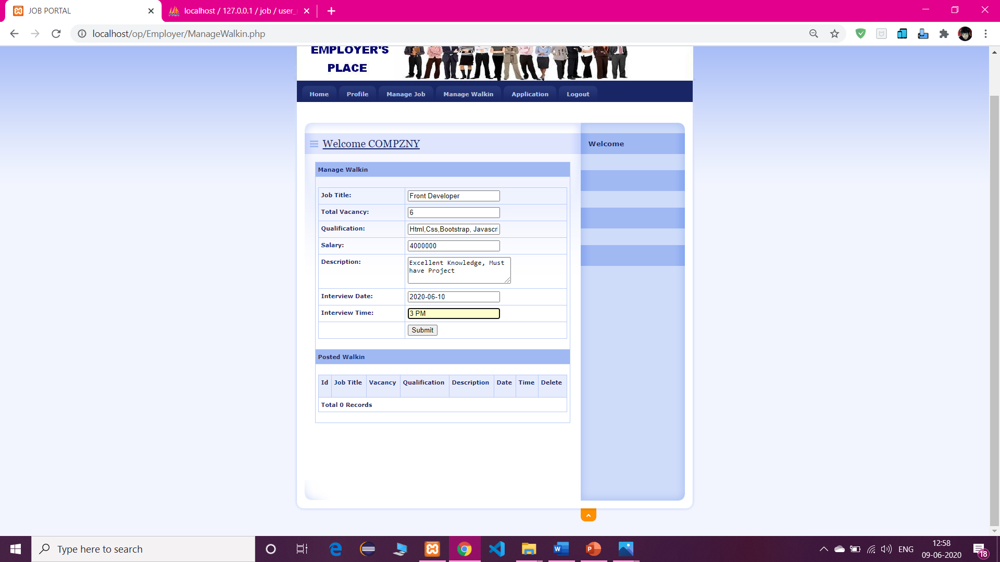 JOB PORTAL
localhost / 127.0.0.1 / job / user_
localhost/op/Employer/ManageWalkin.php
EMPLOYER'S
PLACE
Home Profile Manage Job Manage Walkin Application Logout
Welcome COMPZNY
Welcome
Manage Walkin
Job Title: Front Developer
Total Vacancy: 6
Qualification: Html,Css,Bootstrap, Javascr
Salary: 4000000
Description: Excellent Knowledge, Must
have Project
Interview Date: 2020-06-10
Interview Time: 3 PM
Submit
Posted Walkin
Id Job Title Vacancy Qualification Description Date Time Delete
Total 0 Records
Type here to search
ENG
12:58
09-06-2020
18